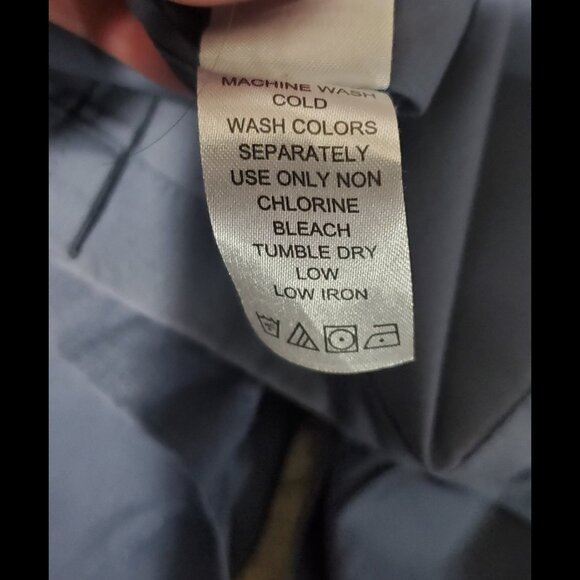 MACHINE WASH
COLD
WASH COLORS
SEPARATELY
USE ONLY NON
CHLORINE
BLEACH
TUMBLE DRY
LOW
LOW IRON